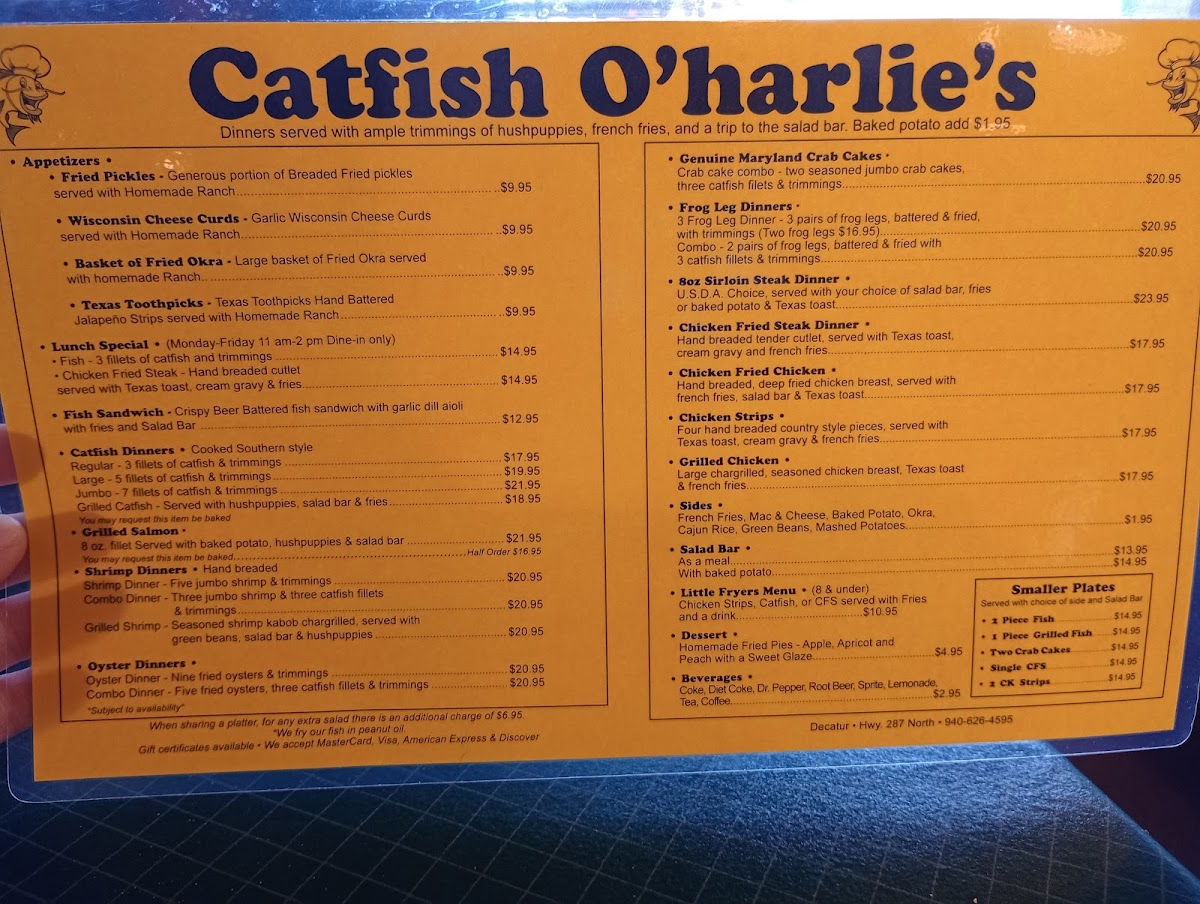 Catfish O'harlie's
Dinners served with ample trimmings of hushpuppies, french fries, and a trip to the salad bar. Baked potato add $1.95
• Appetizers •
• Fried Pickles - Generous portion of Breaded Fried pickles
served with Homemade Ranch $9.95
• Wisconsin Cheese Curds - Garlic Wisconsin Cheese Curds
served with Homemade Ranch $9.95
• Basket of Fried Okra - Large basket of Fried Okra served
with homemade Ranch $9.95
• Texas Toothpicks - Texas Toothpicks Hand Battered
Jalapeño Strips served with Homemade Ranch $9.95
• Lunch Special • (Monday-Friday 11 am-2 pm Dine-in only)
• Fish - 3 fillets of catfish and trimmings $14.95
• Chicken Fried Steak - Hand breaded cutlet
served with Texas toast, cream gravy & fries $14.95
• Fish Sandwich - Crispy Beer Battered fish sandwich with garlic dill aioli
with fries and Salad Bar $12.95
• Catfish Dinners • Cooked Southern style
Regular - 3 fillets of catfish & trimmings $17.95
Large - 5 fillets of catfish & trimmings $19.95
Jumbo - 7 fillets of catfish & trimmings $21.95
Grilled Catfish - Served with hushpuppies, salad bar & fries $18.95
You may request this item be baked
• Grilled Salmon •
8 oz. fillet Served with baked potato, hushpuppies & salad bar $21.95
You may request this item be baked Half Order $16.95
• Shrimp Dinners • Hand breaded
Shrimp Dinner - Five jumbo shrimp & trimmings $20.95
Combo Dinner - Three jumbo shrimp & three catfish fillets
& trimmings $20.95
Grilled Shrimp - Seasoned shrimp kabob chargrilled, served with
green beans, salad bar & hushpuppies $20.95
• Oyster Dinners •
Oyster Dinner - Nine fried oysters & trimmings $20.95
Combo Dinner - Five fried oysters, three catfish fillets & trimmings $20.95
*Subject to availability*
When sharing a platter, for any extra salad there is an additional charge of $6.95.
*We fry our fish in peanut oil.
Gift certificates available • We accept MasterCard, Visa, American Express & Discover
• Genuine Maryland Crab Cakes •
Crab cake combo - two seasoned jumbo crab cakes,
three catfish filets & trimmings $20.95
• Frog Leg Dinners •
3 Frog Leg Dinner - 3 pairs of frog legs, battered & fried,
with trimmings (Two frog legs $16.95) $20.95
Combo - 2 pairs of frog legs, battered & fried with
3 catfish fillets & trimmings $20.95
• 8oz Sirloin Steak Dinner •
U.S.D.A. Choice, served with your choice of salad bar, fries
or baked potato & Texas toast $23.95
• Chicken Fried Steak Dinner •
Hand breaded tender cutlet, served with Texas toast,
cream gravy and french fries $17.95
• Chicken Fried Chicken •
Hand breaded, deep fried chicken breast, served with
french fries, salad bar & Texas toast $17.95
• Chicken Strips •
Four hand breaded country style pieces, served with
Texas toast, cream gravy & french fries $17.95
• Grilled Chicken •
Large chargrilled, seasoned chicken breast, Texas toast
& french fries $17.95
• Sides •
French Fries, Mac & Cheese, Baked Potato, Okra,
Cajun Rice, Green Beans, Mashed Potatoes $1.95
• Salad Bar •
As a meal $13.95
With baked potato $14.95
• Little Fryers Menu • (8 & under)
Chicken Strips, Catfish, or CFS served with Fries
and a drink $10.95
• Dessert •
Homemade Fried Pies - Apple, Apricot and
Peach with a Sweet Glaze $4.95
• Beverages •
Coke, Diet Coke, Dr. Pepper, Root Beer, Sprite, Lemonade,
Tea, Coffee $2.95
Smaller Plates
Served with choice of side and Salad Bar
• 2 Piece Fish $14.95
• 1 Piece Grilled Fish $14.95
• Two Crab Cakes $14.95
• Single CFS $14.95
• 2 CK Strips $14.95
Decatur • Hwy. 287 North • 940-626-4595